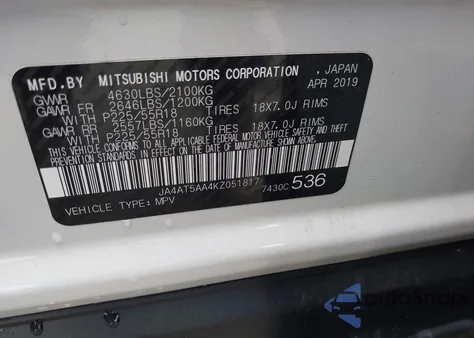 MFD.BY MITSUBISHI MOTORS CORPORATION , JAPAN
GVWR 4630LBS/2100KG APR 2019
GAWR FR 2646LBS/1200KG
WITH P225/55R18 TIRES 18X7.0J RIMS
GAWR RR 2557LBS/1160KG
WITH P225/55R18 TIRES 18X7.0J RIMS
THIS VEHICLE CONFORMS TO ALL APPLICABLE FEDERAL MOTOR VEHICLE SAFETY AND
THEFT PREVENTION STANDARDS IN EFFECT ON THE DATE OF MANUFACTURE SHOWN ABOVE.
JA4AT5AA4KZ051817
7430C 536
VEHICLE TYPE: MPV
AutoSnap